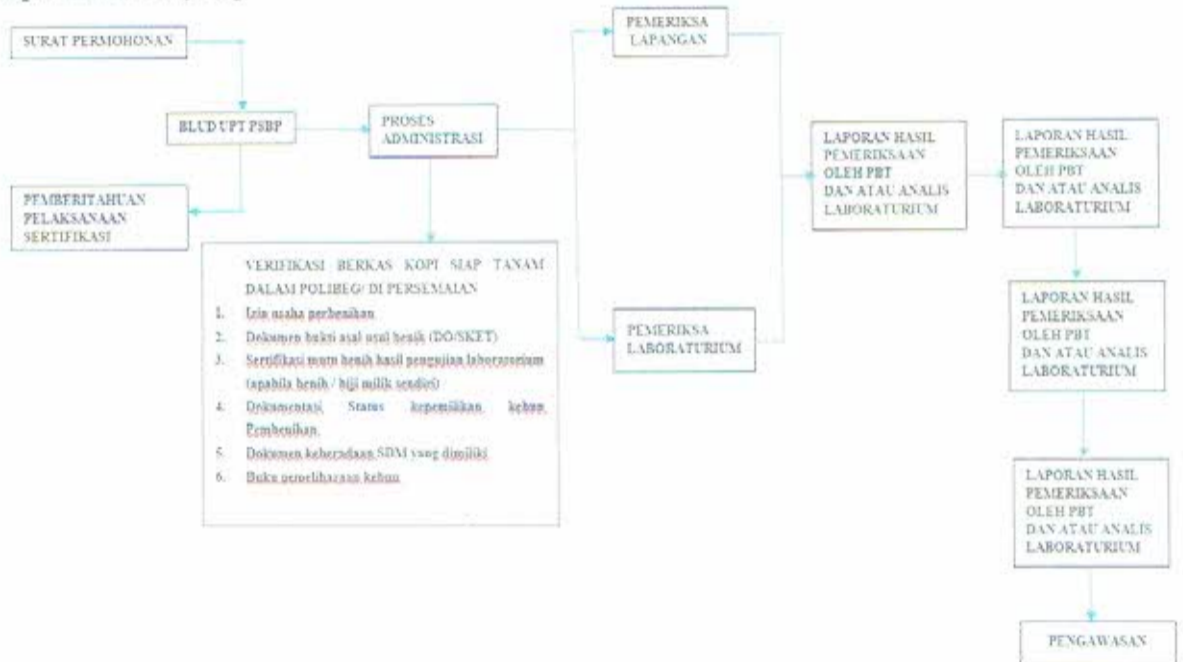 SURAT PERMOHONAN
BLUD UPT PSBP
PEMBERITAHUAN
PELAKSANAAN
SERTIFIKASI
PROSES
ADMINISTRASI
VERIFIKASI BERKAS KOPI SIAP TANAM
DALAM POLIBEG/ DI PERSEMAIAN
1. Izin usaha perbenihan
2. Dokumen bukti asal usul benih (DO/SKET)
3. Sertifikasi mutu benih hasil pengujian laboratorium
(apabila benih / biji milik sendiri)
4. Dokumentasi Status kepemilikkan kebun
Pembenihan.
5. Dokumen keberadaan SDM yang dimiliki
6. Buku pemeliharaan kebun
PEMERIKSA
LAPANGAN
PEMERIKSA
LABORATURIUM
LAPORAN HASIL
PEMERIKSAAN
OLEH PBT
DAN ATAU ANALIS
LABORATURIUM
LAPORAN HASIL
PEMERIKSAAN
OLEH PBT
DAN ATAU ANALIS
LABORATURIUM
LAPORAN HASIL
PEMERIKSAAN
OLEH PBT
DAN ATAU ANALIS
LABORATURIUM
LAPORAN HASIL
PEMERIKSAAN
OLEH PBT
DAN ATAU ANALIS
LABORATURIUM
PENGAWASAN